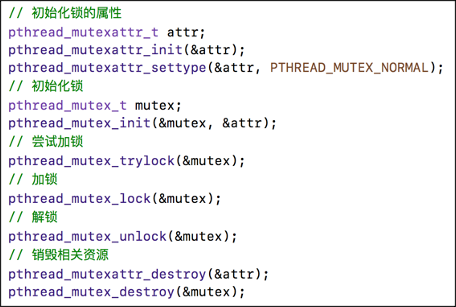 // 初始化锁的属性
pthread_mutexattr_t attr;
pthread_mutexattr_init(&attr);
pthread_mutexattr_settype(&attr, PTHREAD_MUTEX_NORMAL);
// 初始化锁
pthread_mutex_t mutex;
pthread_mutex_init(&mutex, &attr);
// 尝试加锁
pthread_mutex_trylock(&mutex);
// 加锁
pthread_mutex_lock(&mutex);
// 解锁
pthread_mutex_unlock(&mutex);
// 销毁相关资源
pthread_mutexattr_destroy(&attr);
pthread_mutex_destroy(&mutex);